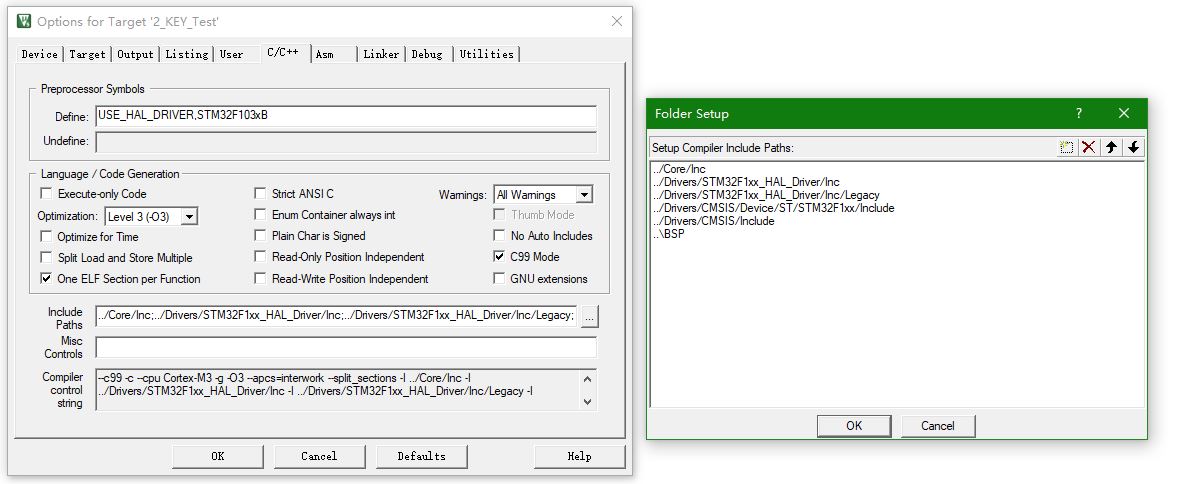 Options for Target '2_KEY_Test'
Device Target Output Listing User C/C++ Asm Linker Debug Utilities
Preprocessor Symbols
Define: USE_HAL_DRIVER,STM32F103xB
Undefine:
Language / Code Generation
Execute-only Code
Strict ANSI C
Warnings: All Warnings
Optimization: Level 3 (-O3)
Enum Container always int
Thumb Mode
Optimize for Time
Plain Char is Signed
No Auto Includes
Split Load and Store Multiple
Read-Only Position Independent
C99 Mode
One ELF Section per Function
Read-Write Position Independent
GNU extensions
Include
Paths
../Core/Inc;../Drivers/STM32F1xx_HAL_Driver/Inc;../Drivers/STM32F1xx_HAL_Driver/Inc/Legacy;
...
Misc
Controls
Compiler
control
string
--c99 -c --cpu Cortex-M3 -g -O3 --apcs=interwork --split_sections -I ../Core/Inc -I
../Drivers/STM32F1xx_HAL_Driver/Inc -I ../Drivers/STM32F1xx_HAL_Driver/Inc/Legacy -I
OK Cancel Defaults Help
Folder Setup ?
Setup Compiler Include Paths:
../Core/Inc
../Drivers/STM32F1xx_HAL_Driver/Inc
../Drivers/STM32F1xx_HAL_Driver/Inc/Legacy
../Drivers/CMSIS/Device/ST/STM32F1xx/Include
../Drivers/CMSIS/Include
..\BSP
OK Cancel